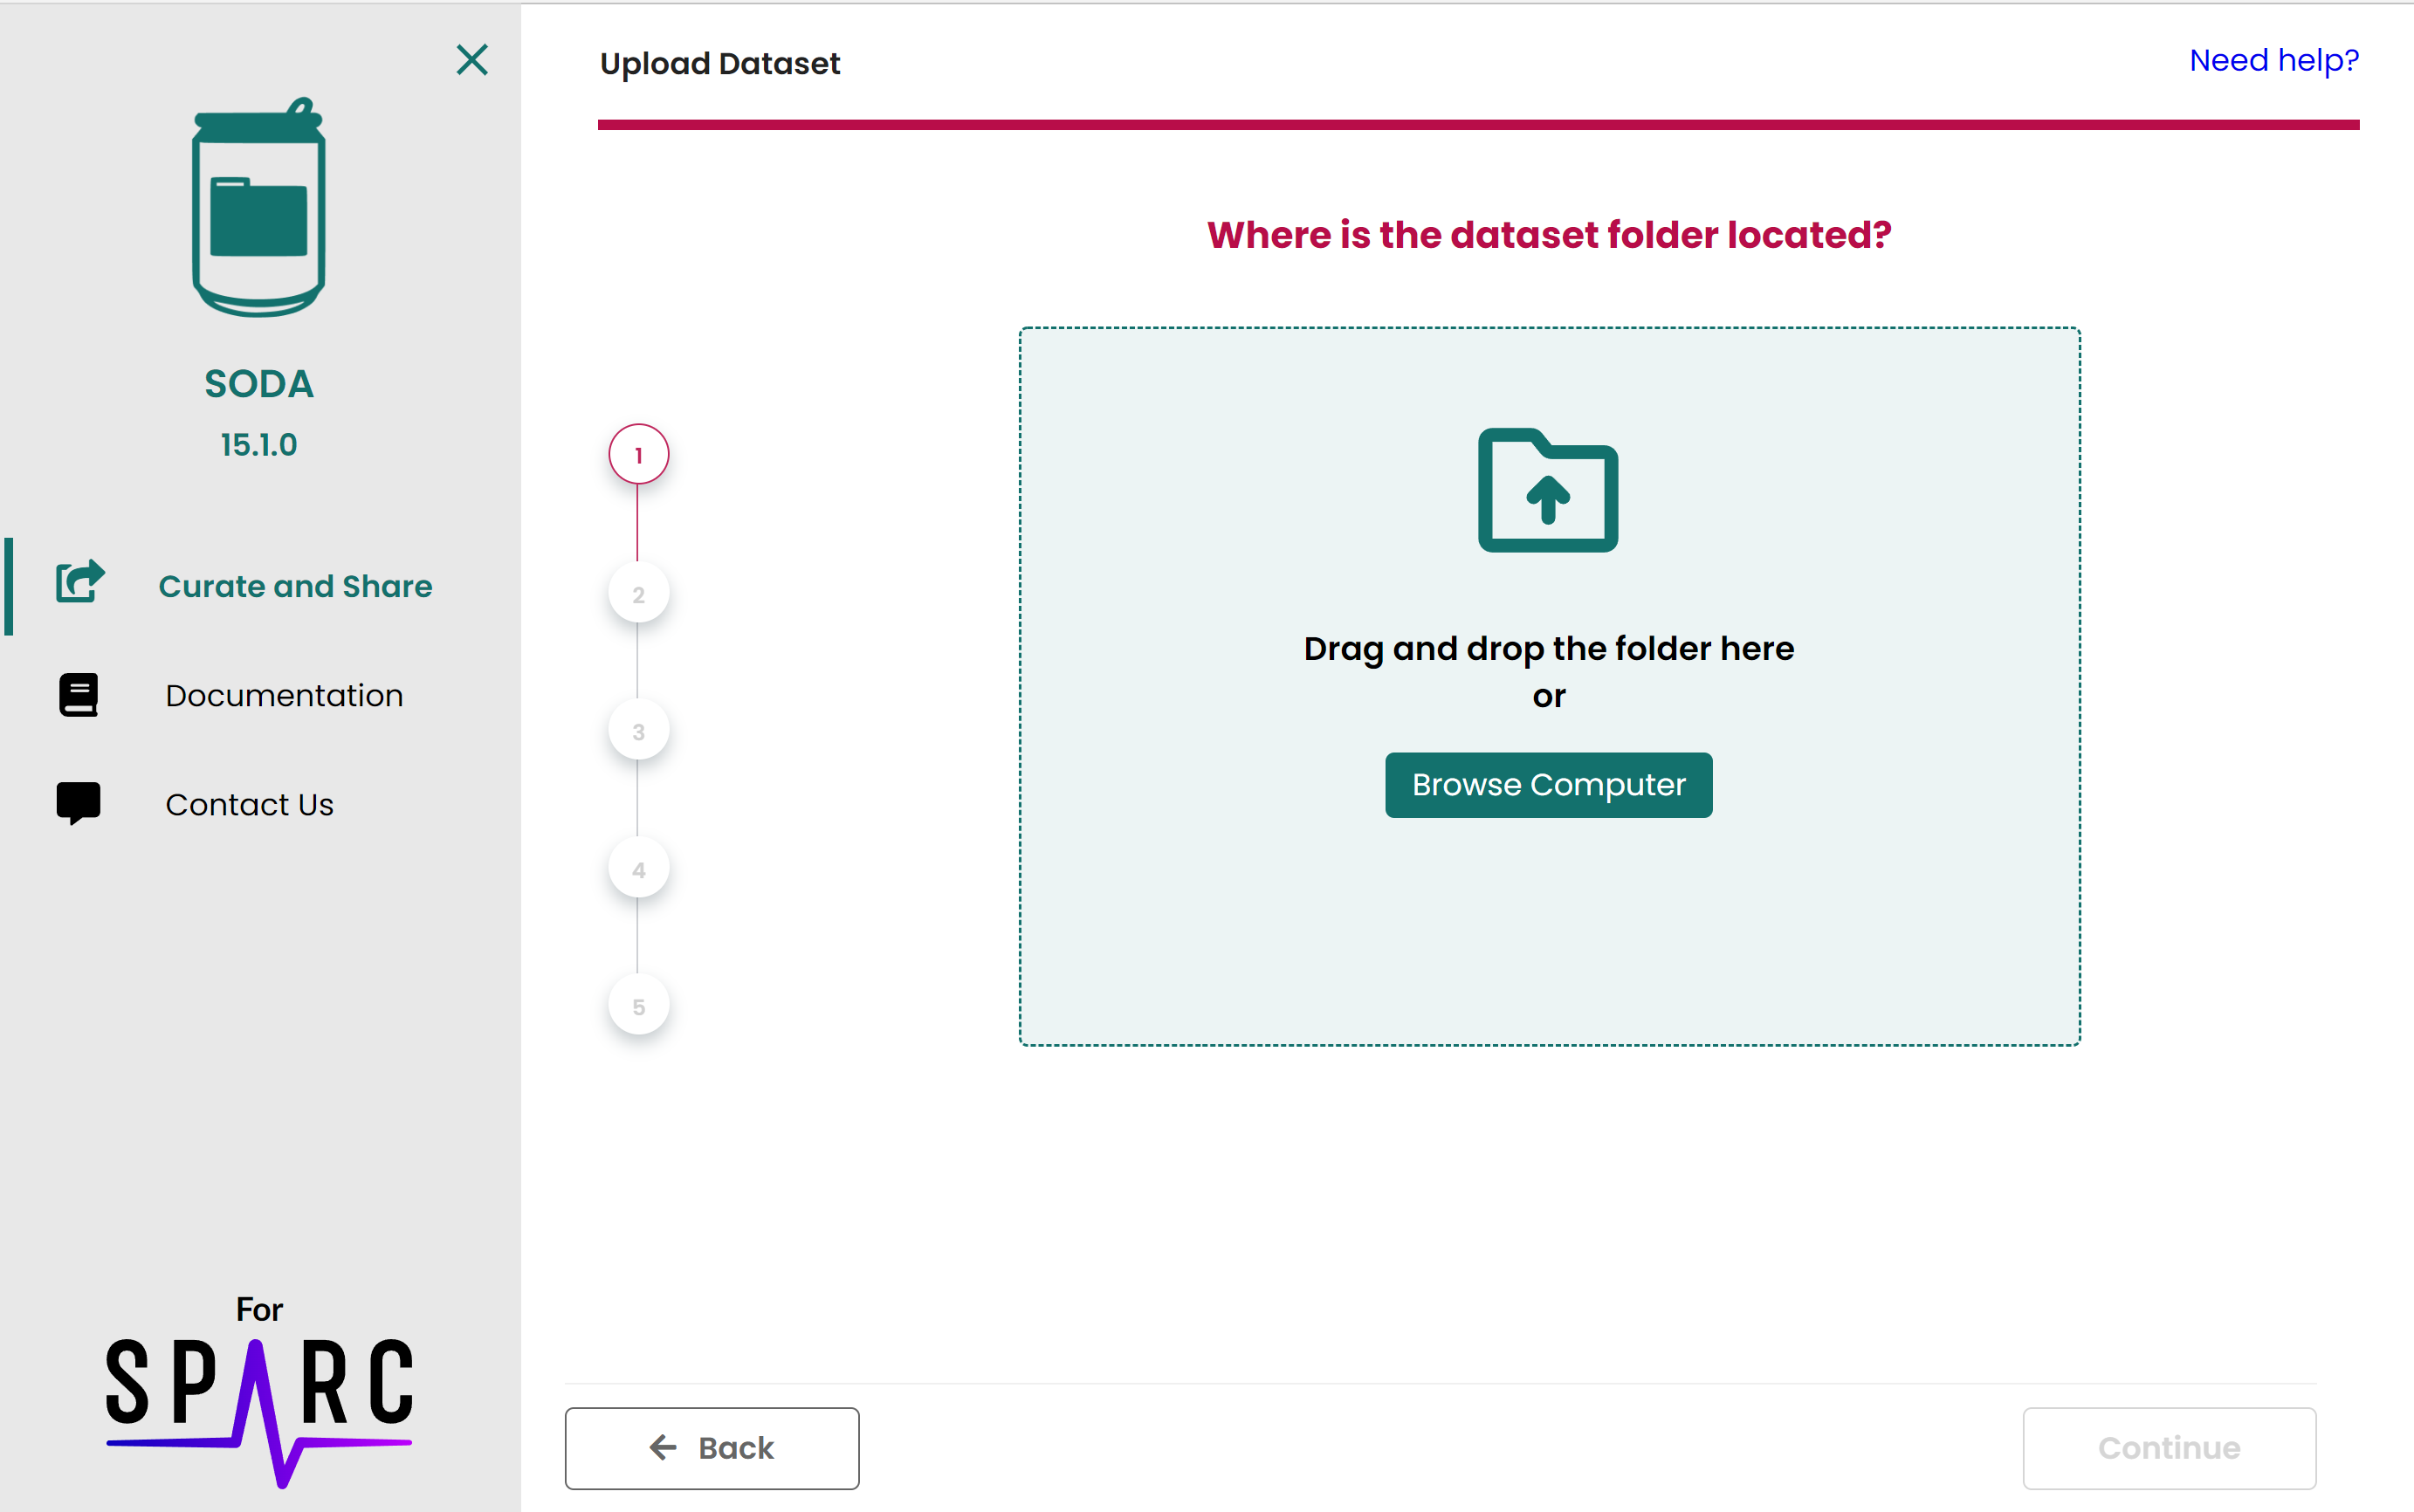 SODA
15.1.0
Curate and Share
Documentation
Contact Us
For
SPARC
Upload Dataset
Need help?
Where is the dataset folder located?
1
2
3
4
5
Drag and drop the folder here
or
Browse Computer
Back
Continue